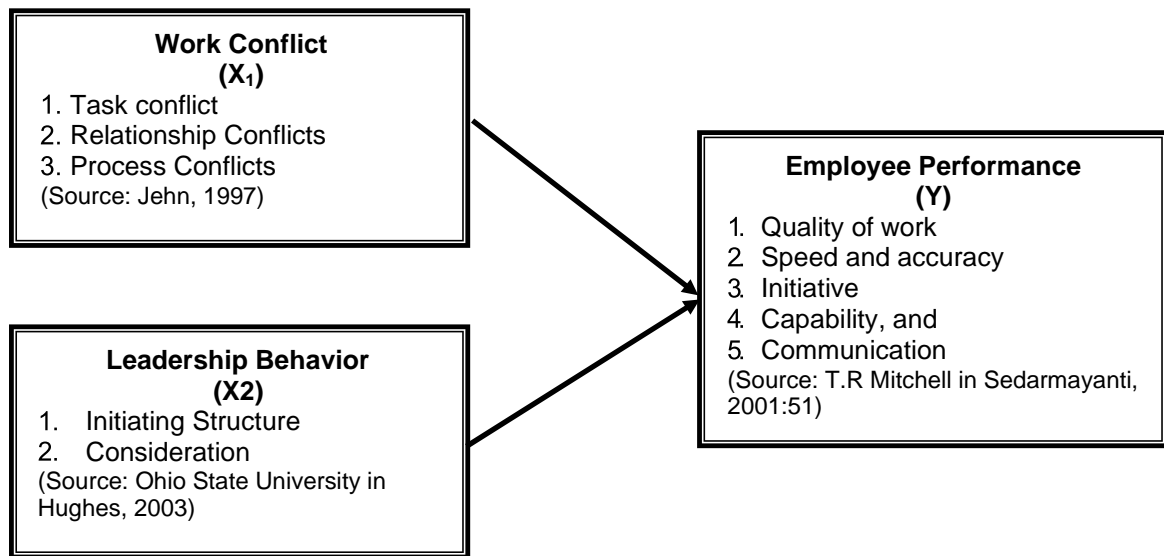 Work Conflict
(X₁)
1. Task conflict
2. Relationship Conflicts
3. Process Conflicts
(Source: Jehn, 1997)
Leadership Behavior
(X2)
1. Initiating Structure
2. Consideration
(Source: Ohio State University in
Hughes, 2003)
Employee Performance
(Y)
1. Quality of work
2. Speed and accuracy
3. Initiative
4. Capability, and
5. Communication
(Source: T.R Mitchell in Sedarmayanti,
2001:51)